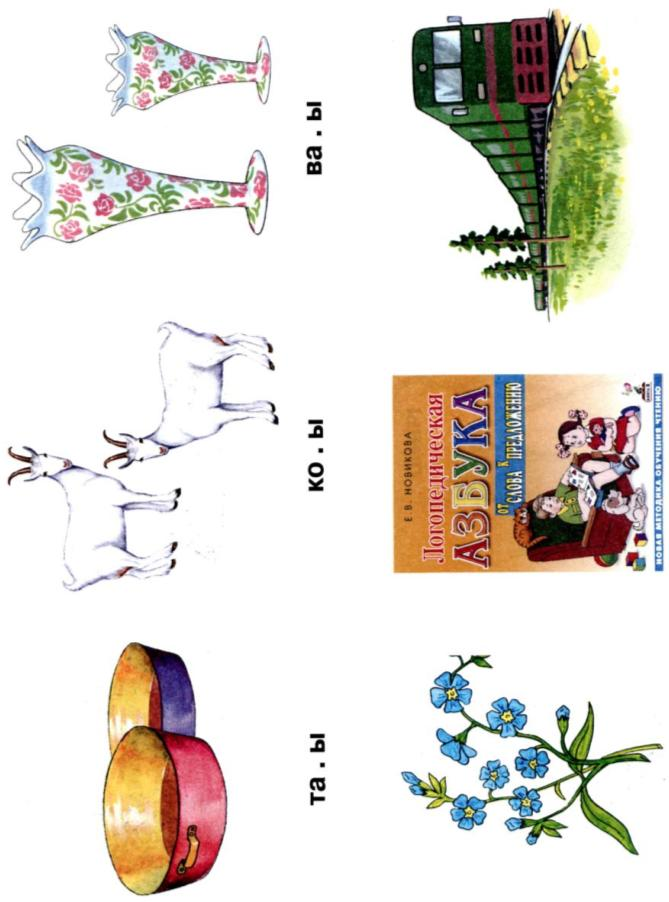 та . ы
ко . ы
ва . ы
Е. В. НОВИКОВА
Логопедическая
АЗБУКА
ОТ СЛОВА К ПРЕДЛОЖЕНИЮ
НОВАЯ МЕТОДИКА ОБУЧЕНИЯ ЧТЕНИЮ